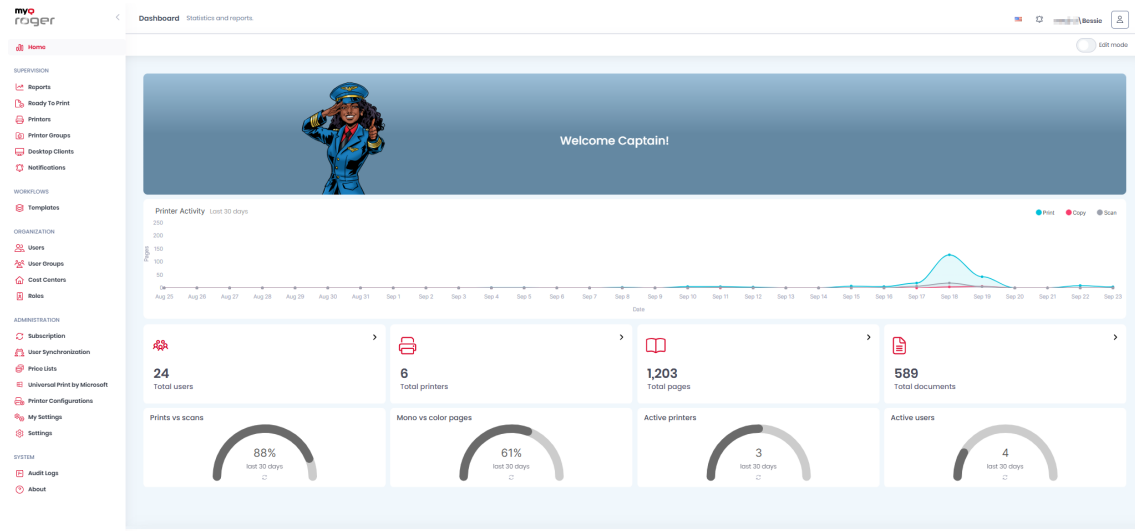 myQ
roger
Dashboard Statistics and reports
\Bessie
Edit mode
Home
SUPERVISION
Reports
Ready To Print
Printers
Printer Groups
Desktop Clients
Notifications
WORKFLOWS
Templates
ORGANIZATION
Users
User Groups
Cost Centers
Roles
ADMINISTRATION
Subscription
User Synchronization
Price Lists
Universal Print by Microsoft
Printer Configurations
My Settings
Settings
SYSTEM
Audit Logs
About
Welcome Captain!
Printer Activity Last 30 days
Print Copy Scan
Pages
250
200
150
100
50
0
Aug 25 Aug 26 Aug 27 Aug 28 Aug 29 Aug 30 Aug 31 Sep 1 Sep 2 Sep 3 Sep 4 Sep 5 Sep 6 Sep 7 Sep 8 Sep 9 Sep 10 Sep 11 Sep 12 Sep 13 Sep 14 Sep 15 Sep 16 Sep 17 Sep 18 Sep 19 Sep 20 Sep 21 Sep 22 Sep 23
Date
24
Total users
6
Total printers
1,203
Total pages
589
Total documents
Prints vs scans
88%
last 30 days
Mono vs color pages
61%
last 30 days
Active printers
3
last 30 days
Active users
4
last 30 days